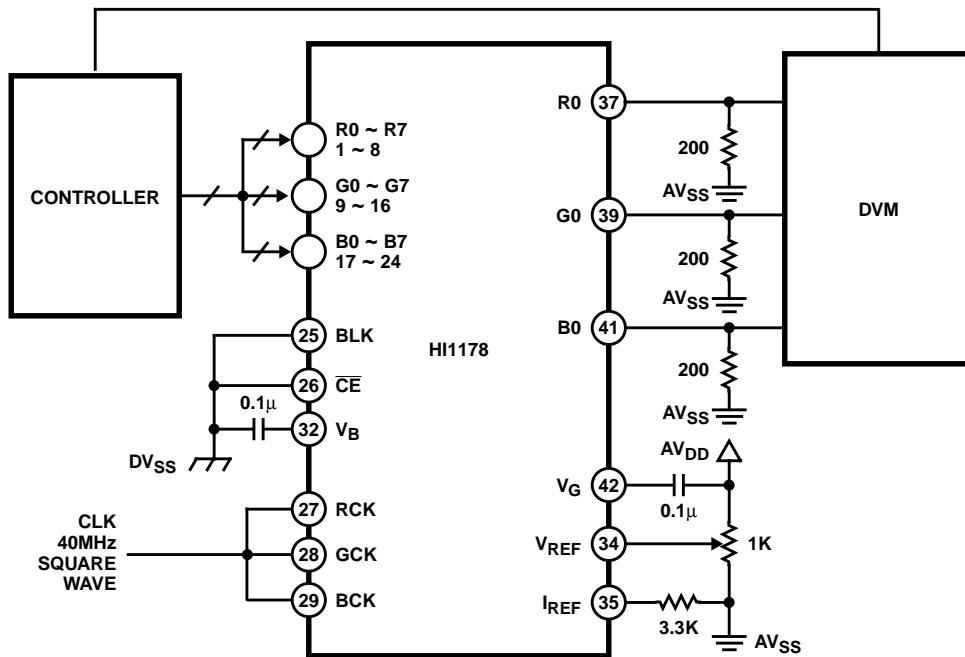 CONTROLLER
R0 ~ R7
1 ~ 8
G0 ~ G7
9 ~ 16
B0 ~ B7
17 ~ 24
25
BLK
26
CE
0.1μ
32
VB
DVSS
27
RCK
CLK
40MHz
SQUARE
WAVE
28
GCK
29
BCK
HI1178
R0
37
200
AVSS
G0
39
200
AVSS
B0
41
200
AVSS
DVM
AVDD
VG
42
0.1μ
VREF
34
1K
IREF
35
3.3K
AVSS